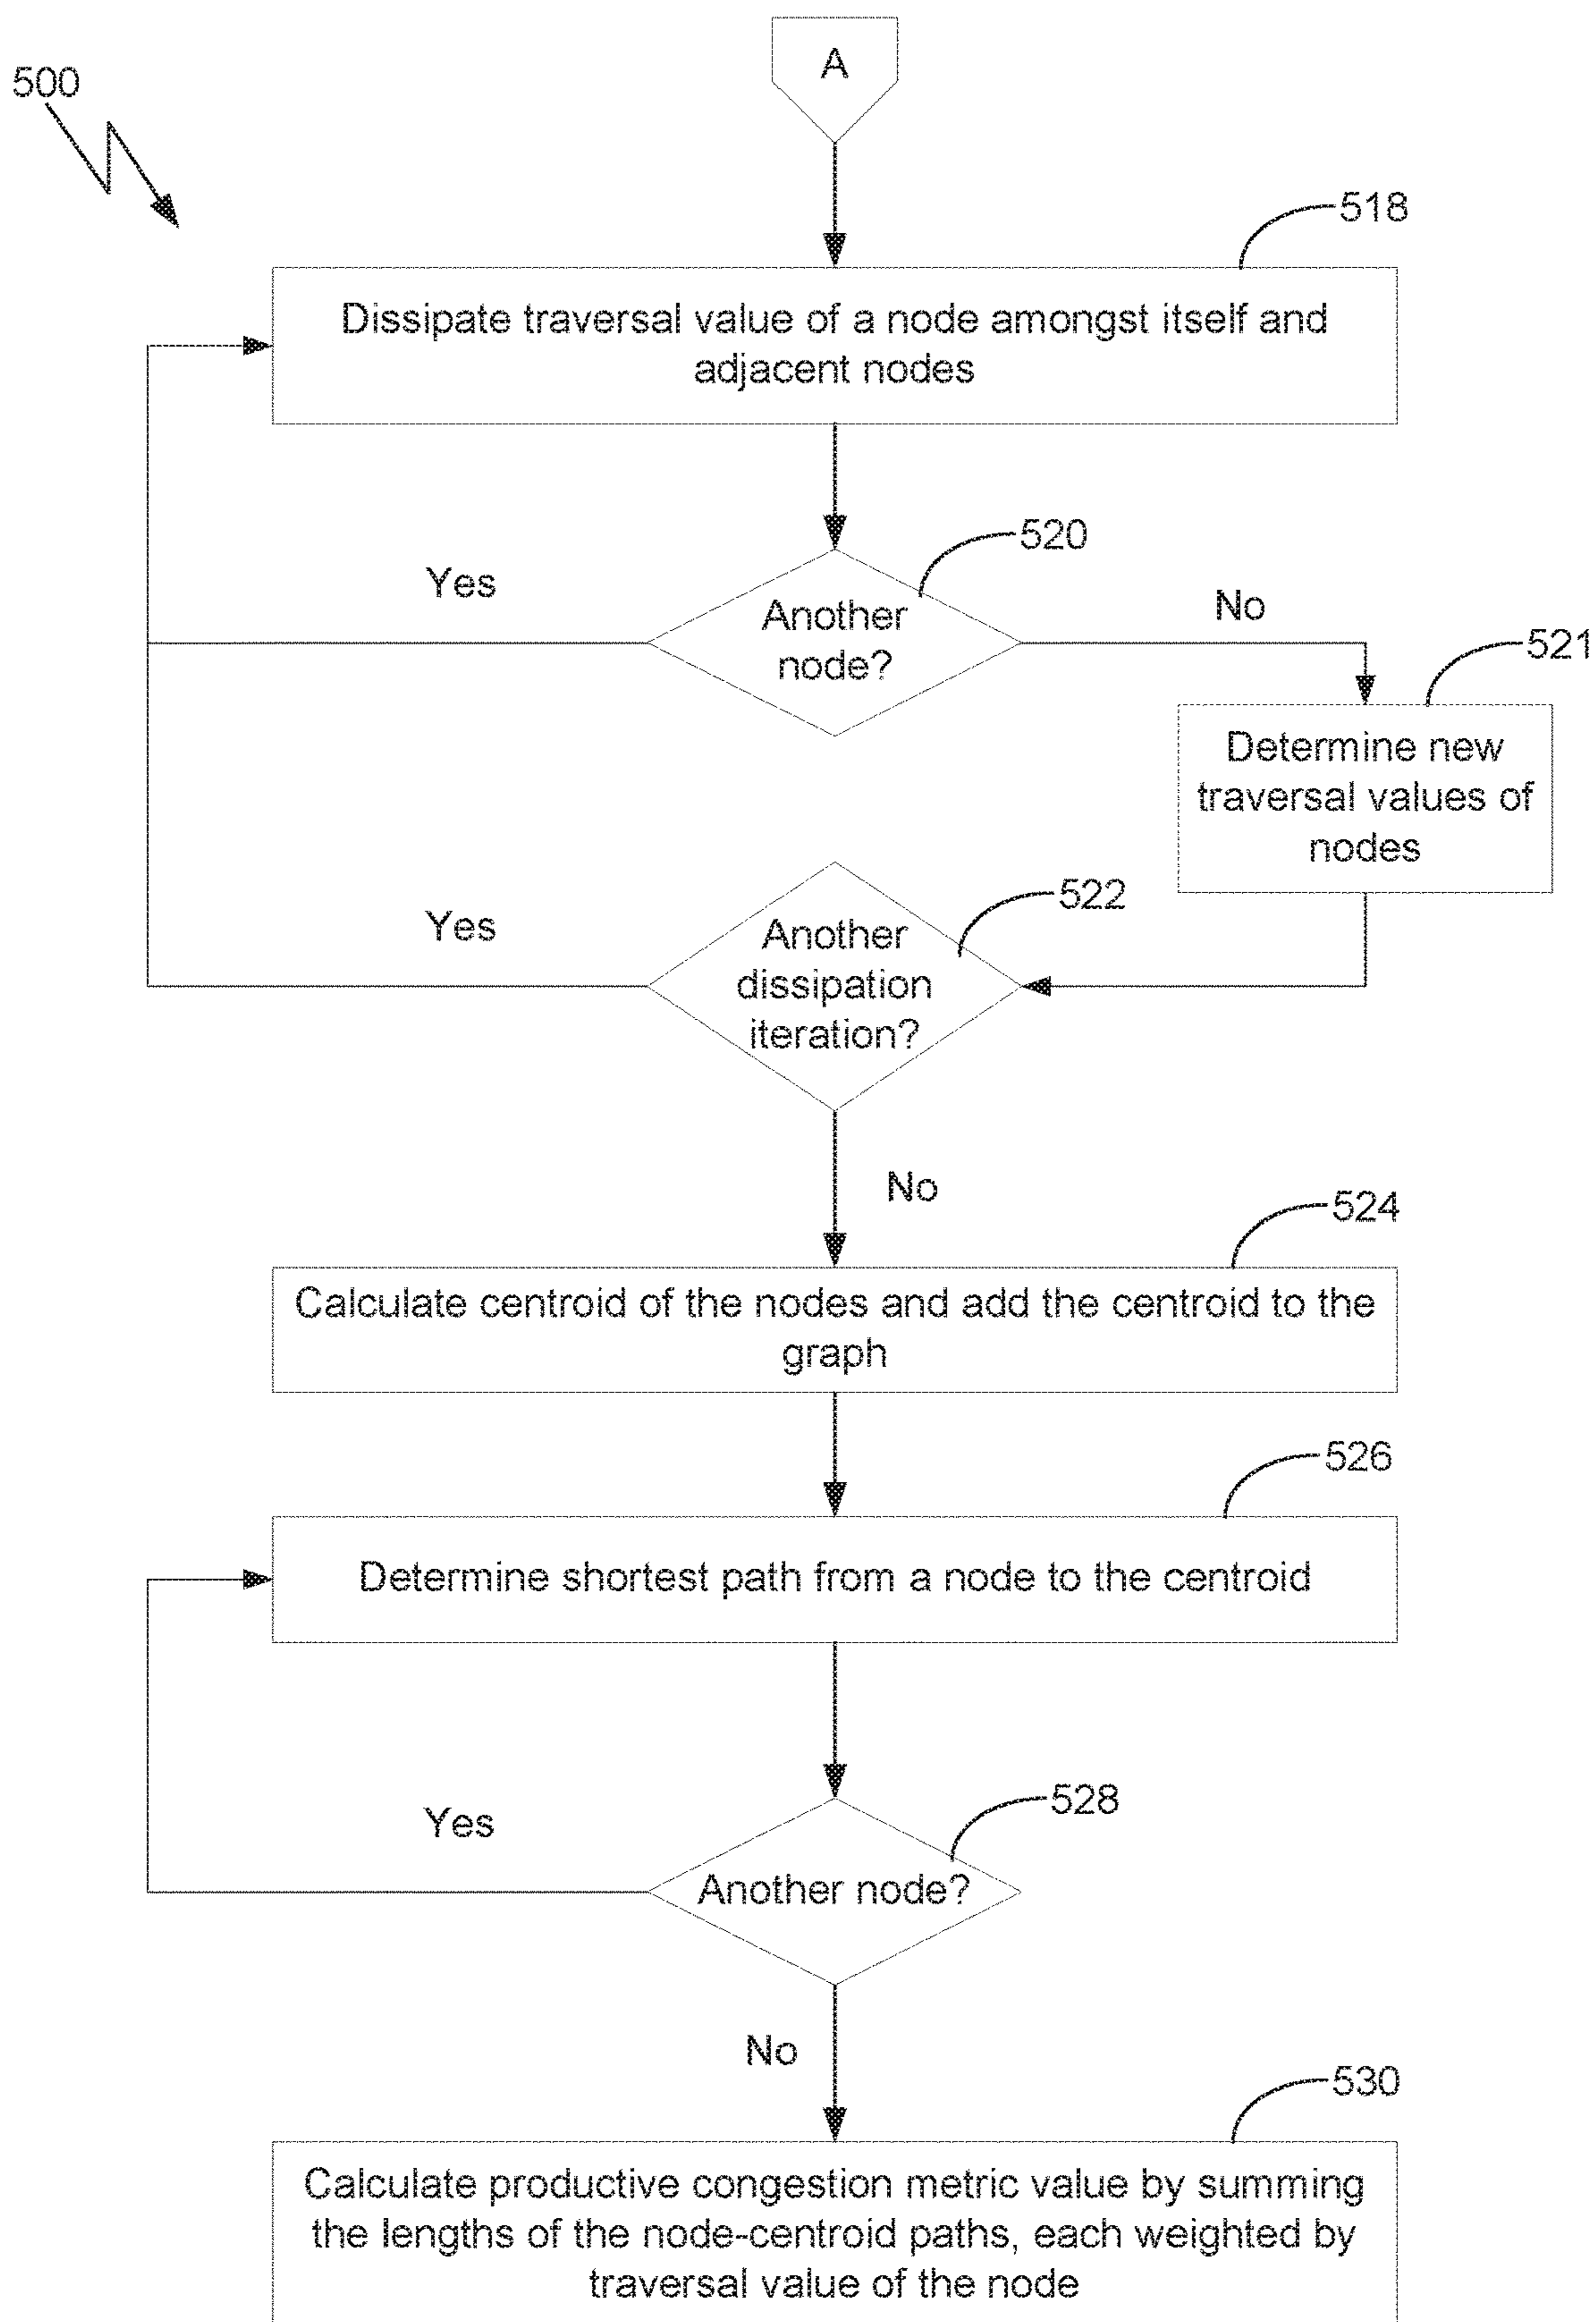 A
500
518
Dissipate traversal value of a node amongst itself and
adjacent nodes
520
Yes
Another
node?
No
521
Determine new
traversal values of
nodes
522
Yes
Another
dissipation
iteration?
No
524
Calculate centroid of the nodes and add the centroid to the
graph
526
Determine shortest path from a node to the centroid
528
Yes
Another node?
No
530
Calculate productive congestion metric value by summing
the lengths of the node-centroid paths, each weighted by
traversal value of the node